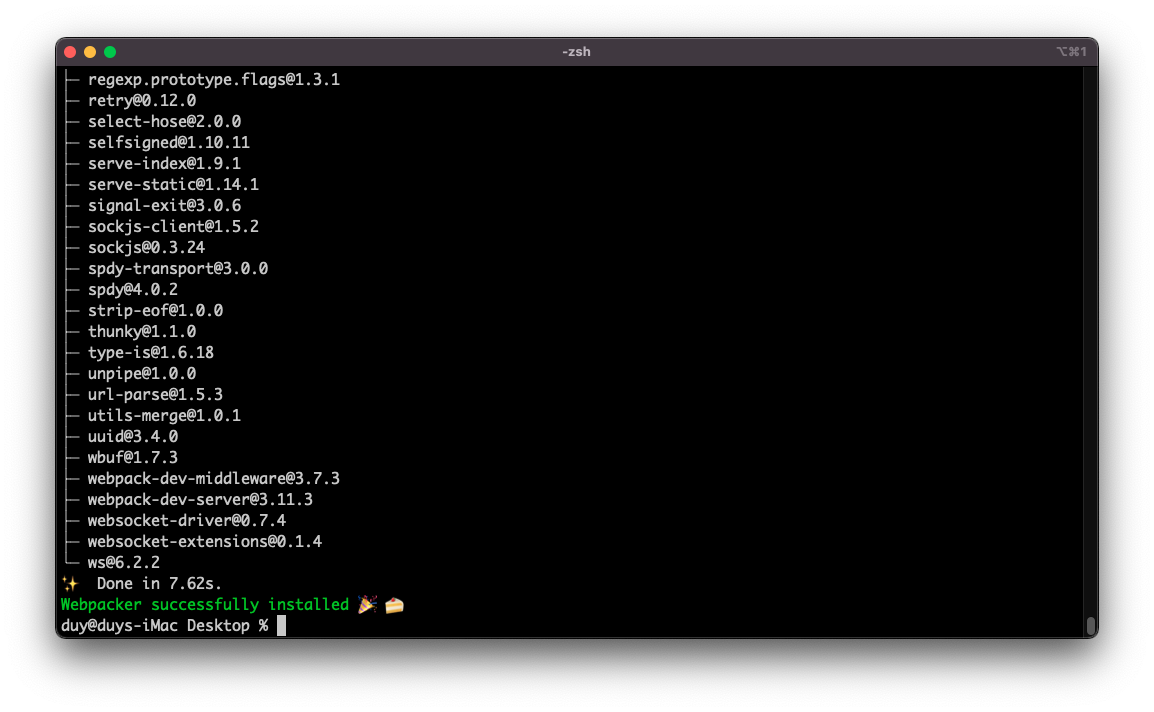 -zsh
⌥⌘1
├─ regexp.prototype.flags@1.3.1
├─ retry@0.12.0
├─ select-hose@2.0.0
├─ selfsigned@1.10.11
├─ serve-index@1.9.1
├─ serve-static@1.14.1
├─ signal-exit@3.0.6
├─ sockjs-client@1.5.2
├─ sockjs@0.3.24
├─ spdy-transport@3.0.0
├─ spdy@4.0.2
├─ strip-eof@1.0.0
├─ thunky@1.1.0
├─ type-is@1.6.18
├─ unpipe@1.0.0
├─ url-parse@1.5.3
├─ utils-merge@1.0.1
├─ uuid@3.4.0
├─ wbuf@1.7.3
├─ webpack-dev-middleware@3.7.3
├─ webpack-dev-server@3.11.3
├─ websocket-driver@0.7.4
├─ websocket-extensions@0.1.4
└─ ws@6.2.2
✨  Done in 7.62s.
Webpacker successfully installed 🎉 🍰
duy@duys-iMac Desktop %